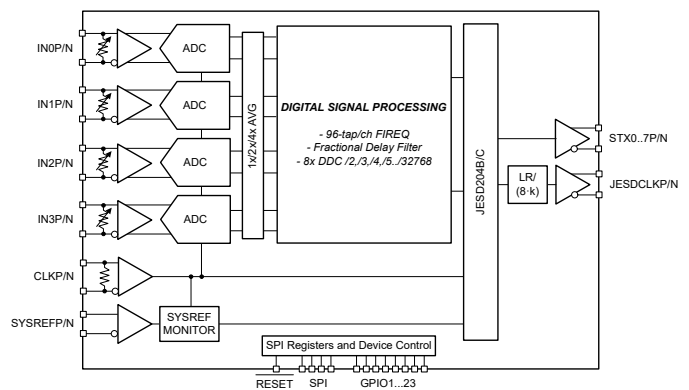 IN0P/N
ADC
IN1P/N
ADC
IN2P/N
ADC
IN3P/N
ADC
1x/2x/4x AVG
DIGITAL SIGNAL PROCESSING
- 96-tap/ch FIREQ
- Fractional Delay Filter
- 8x DDC /2,/3,/4,/5../32768
JESD204B/C
STX0..7P/N
LR/
(8·k)
JESDCLKP/N
CLKP/N
SYSREFP/N
SYSREF
MONITOR
SPI Registers and Device Control
RESET
SPI
GPIO1...23